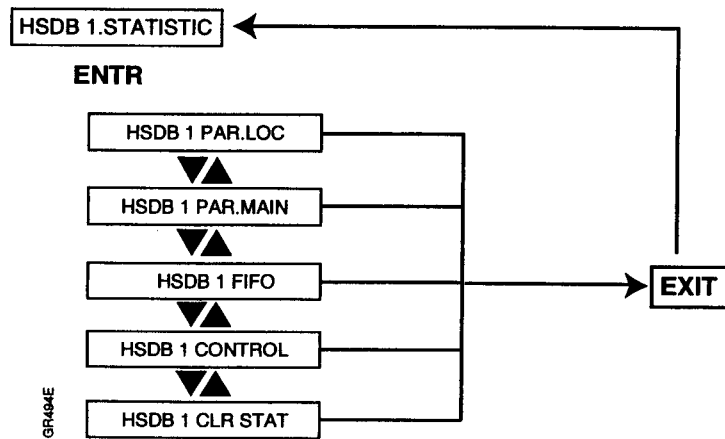 HSDB 1.STATISTIC
ENTR
HSDB 1 PAR.LOC
HSDB 1 PAR.MAIN
HSDB 1 FIFO
EXIT
HSDB 1 CONTROL
HSDB 1 CLR STAT
GR494E